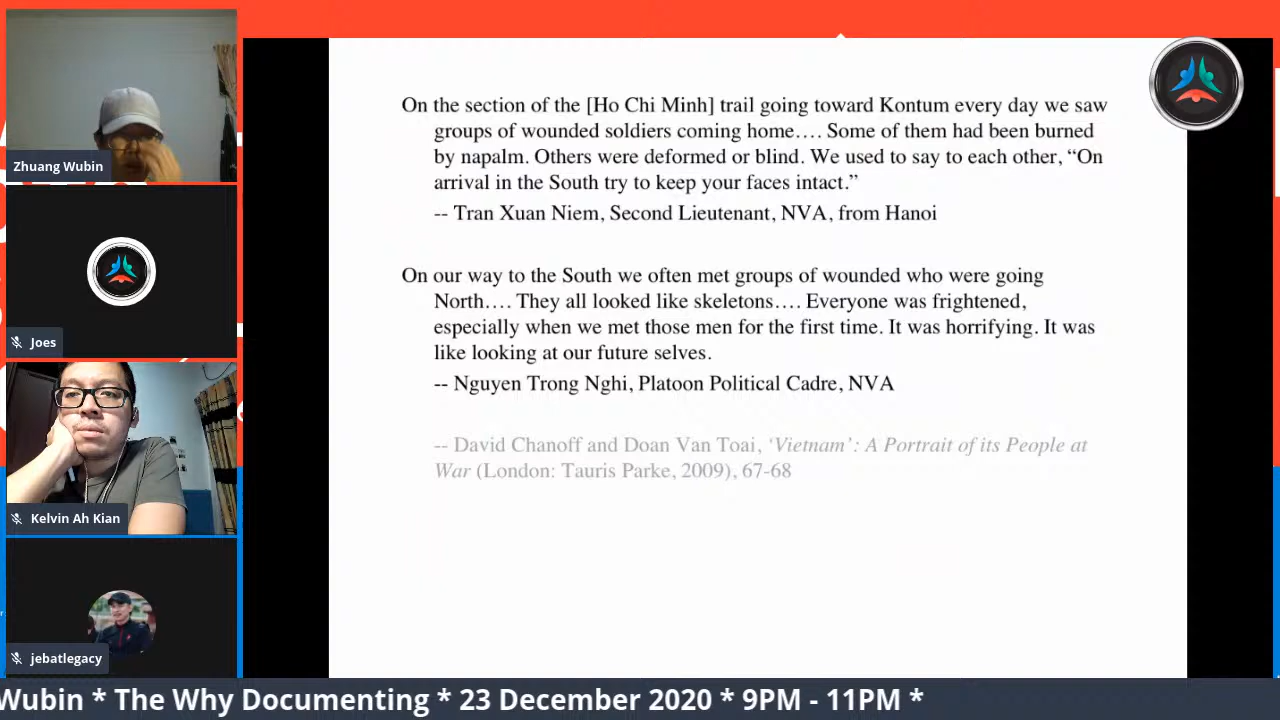 On the section of the [Ho Chi Minh] trail going toward Kontum every day we saw
groups of wounded soldiers coming home…. Some of them had been burned
by napalm. Others were deformed or blind. We used to say to each other, “On
arrival in the South try to keep your faces intact.”
-- Tran Xuan Niem, Second Lieutenant, NVA, from Hanoi
On our way to the South we often met groups of wounded who were going
North…. They all looked like skeletons…. Everyone was frightened,
especially when we met those men for the first time. It was horrifying. It was
like looking at our future selves.
-- Nguyen Trong Nghi, Platoon Political Cadre, NVA
-- David Chanoff and Doan Van Toai, ‘Vietnam’: A Portrait of its People at
War (London: Tauris Parke, 2009), 67-68
Zhuang Wubin
Joes
Kelvin Ah Kian
jebatlegacy
Wubin * The Why Documenting * 23 December 2020 * 9PM - 11PM *